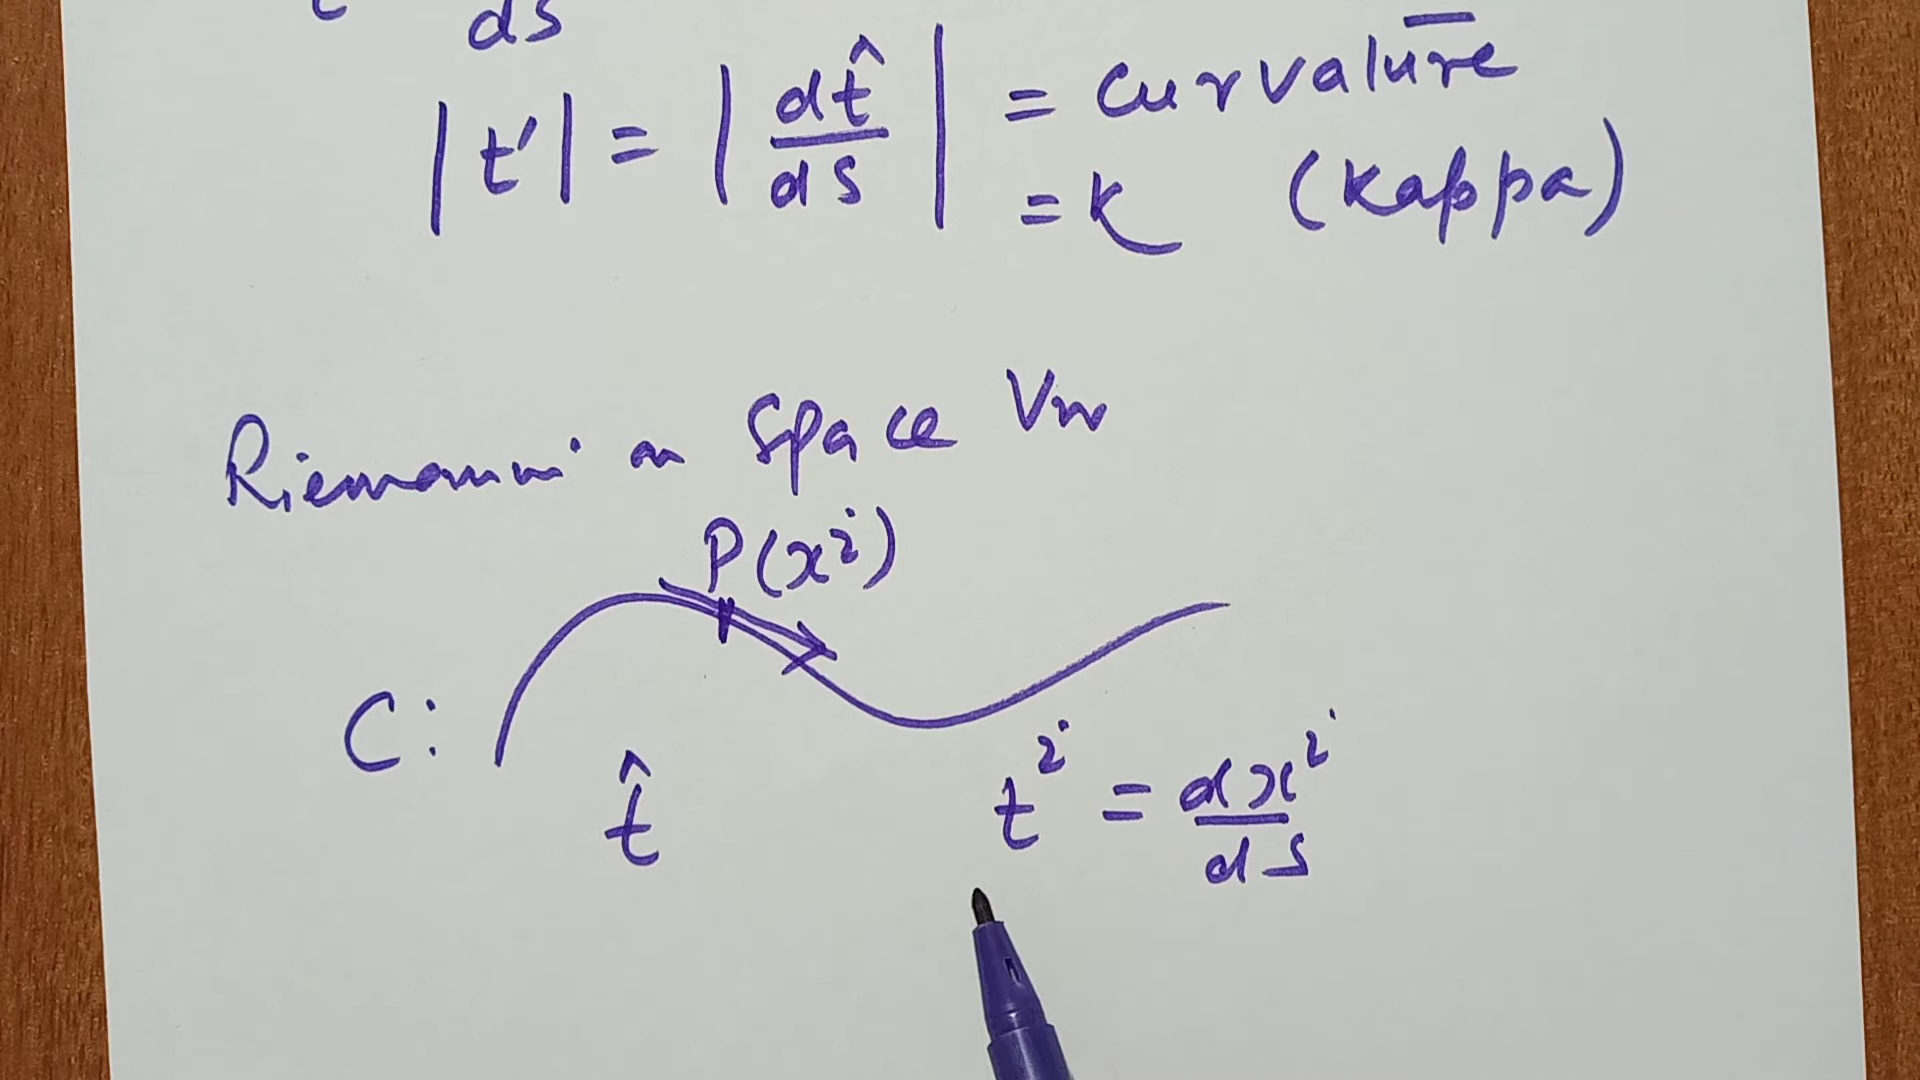 ds
|t'| = |dt̂/ds| = curvature
= K (Kappa)
Riemannian Space Vn
P(xⁱ)
C:
t̂ tⁱ = dxⁱ/ds